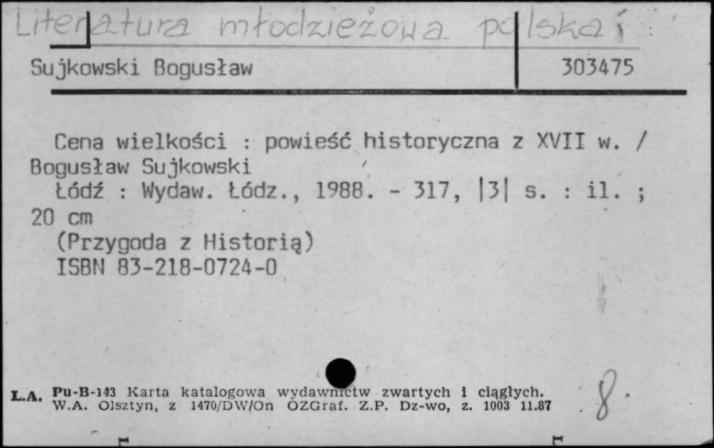 Literatura młodzieżowa polska
Sujkowski Bogusław 303475
Cena wielkości : powieść historyczna z XVII w. /
Bogusław Sujkowski
Łódź : Wydaw. Łódz., 1988. - 317, |3| s. : il. ;
20 cm
(Przygoda z Historią)
ISBN 83-218-0724-0
L.A. Pu-B-143 Karta katalogowa wydawnictw zwartych i ciągłych.
W.A. Olsztyn, z 1470/DW/On OZGraf. Z.P. Dz-wo, z. 1003 11.87
8.